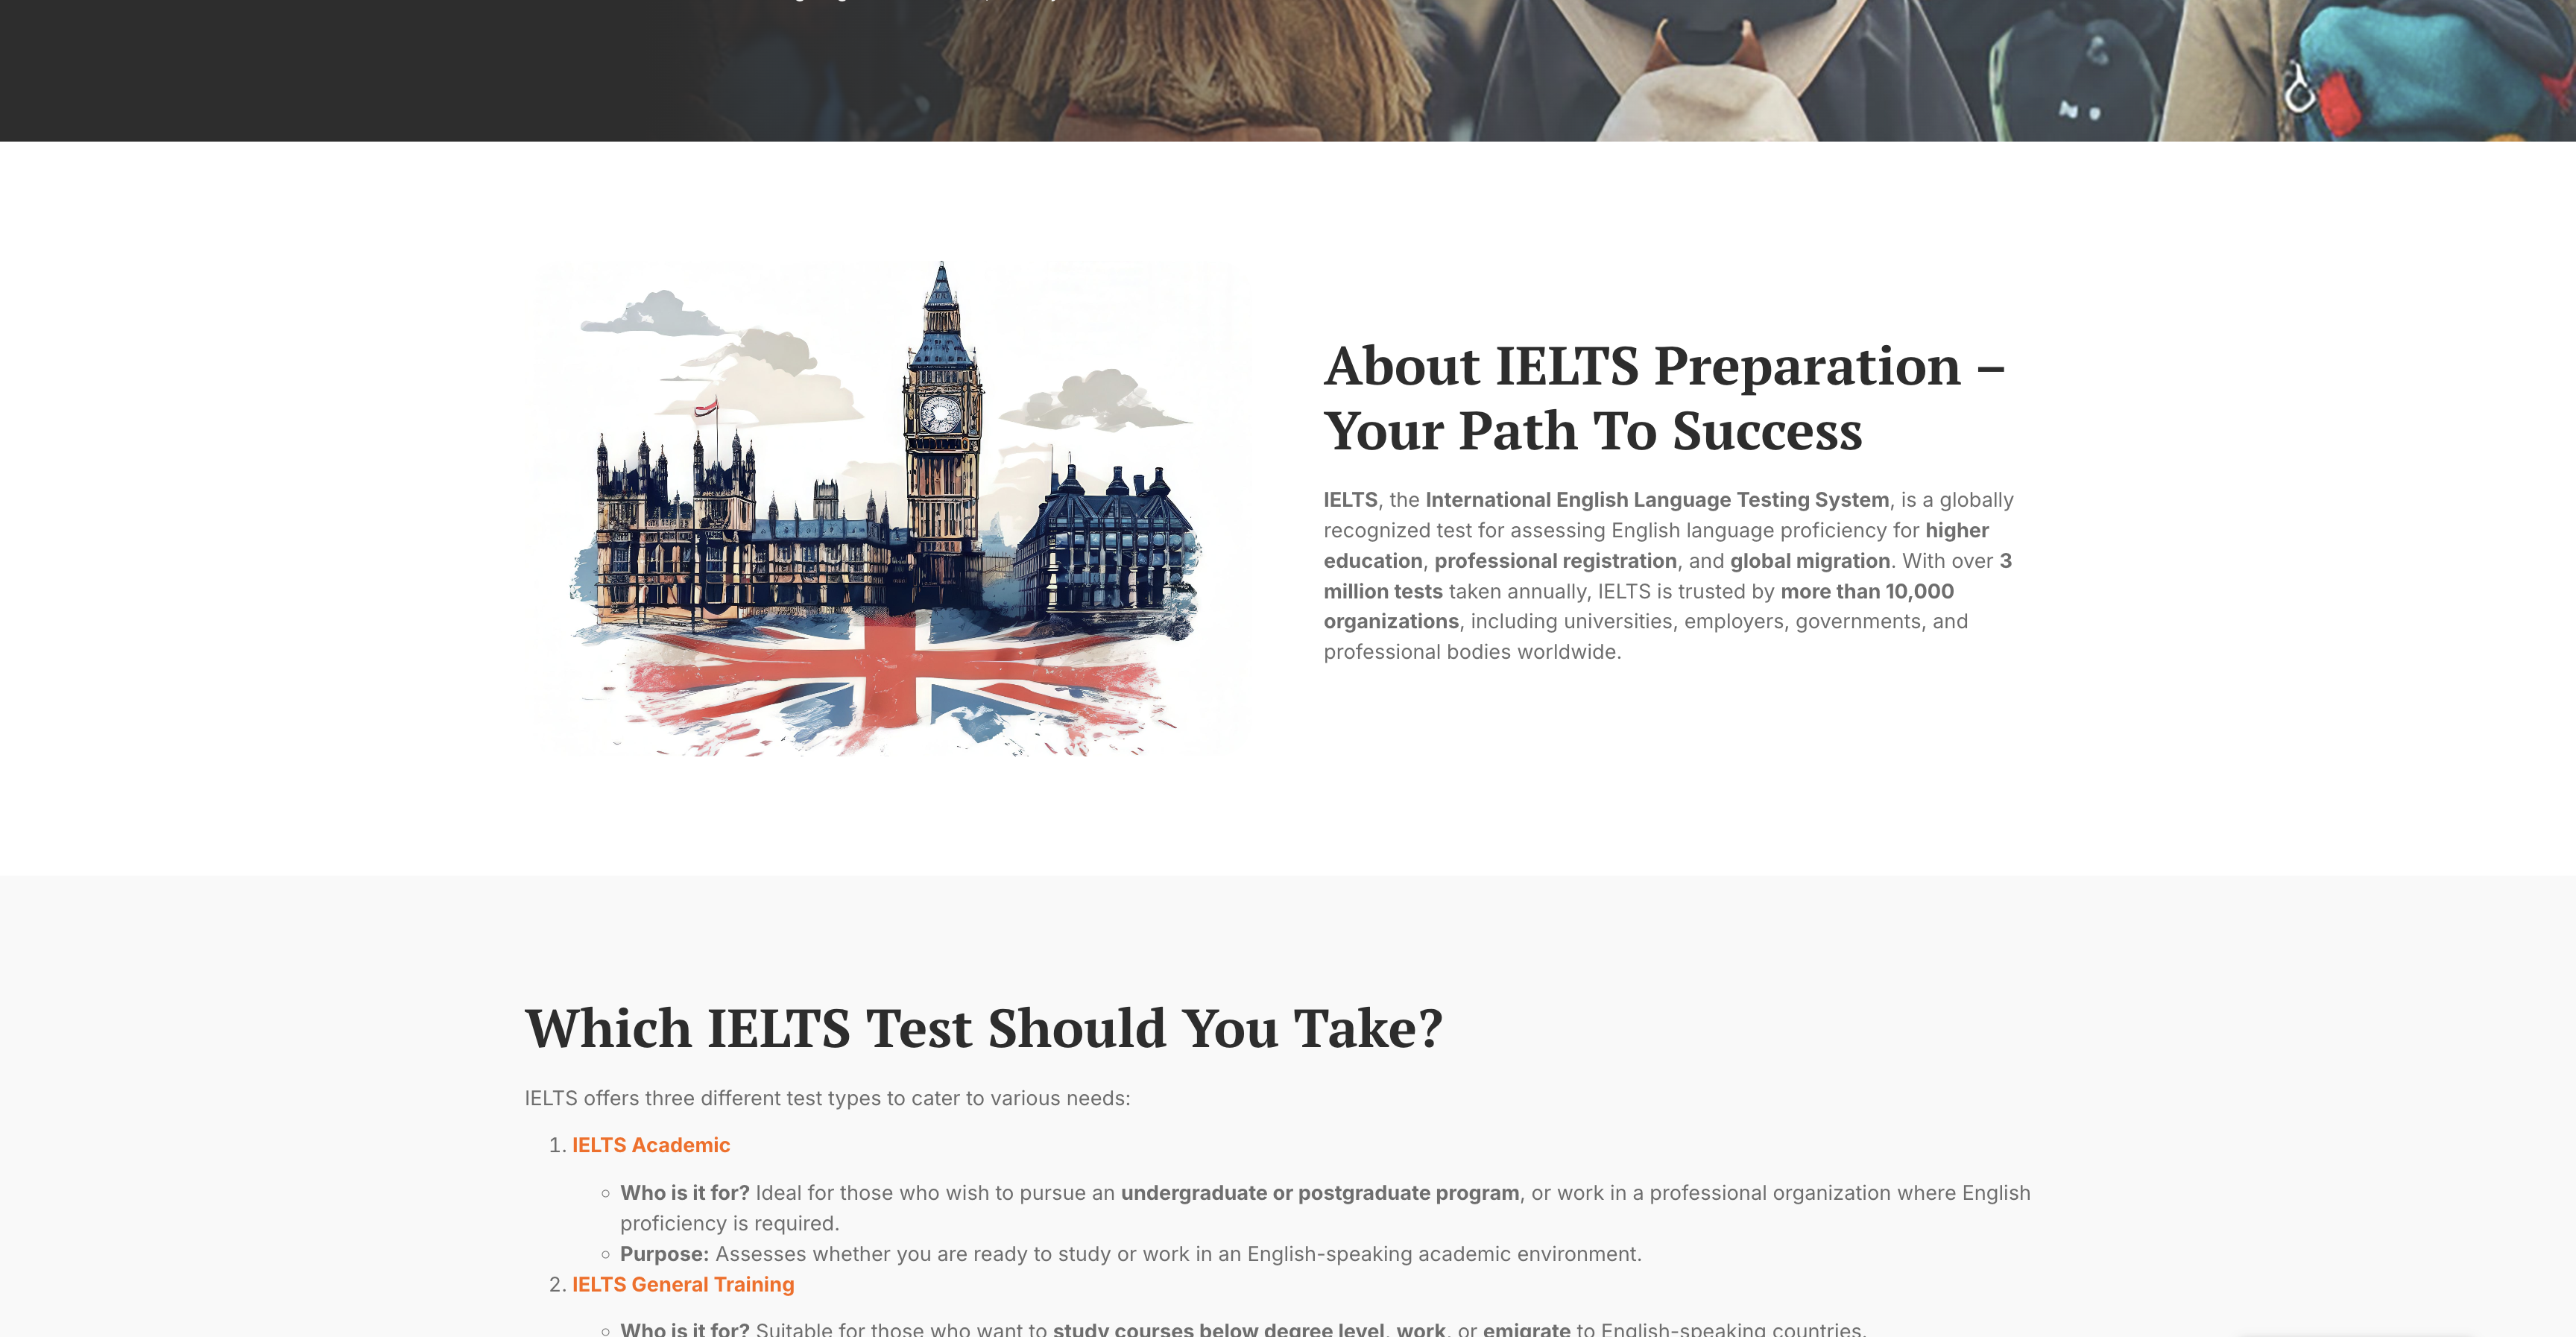 About IELTS Preparation –
Your Path To Success
IELTS, the International English Language Testing System, is a globally
recognized test for assessing English language proficiency for higher
education, professional registration, and global migration. With over 3
million tests taken annually, IELTS is trusted by more than 10,000
organizations, including universities, employers, governments, and
professional bodies worldwide.
Which IELTS Test Should You Take?
IELTS offers three different test types to cater to various needs:
1. IELTS Academic
◦ Who is it for? Ideal for those who wish to pursue an undergraduate or postgraduate program, or work in a professional organization where English
proficiency is required.
◦ Purpose: Assesses whether you are ready to study or work in an English-speaking academic environment.
2. IELTS General Training
◦ Who is it for? Suitable for those who want to study courses below degree level, work, or emigrate to English-speaking countries.